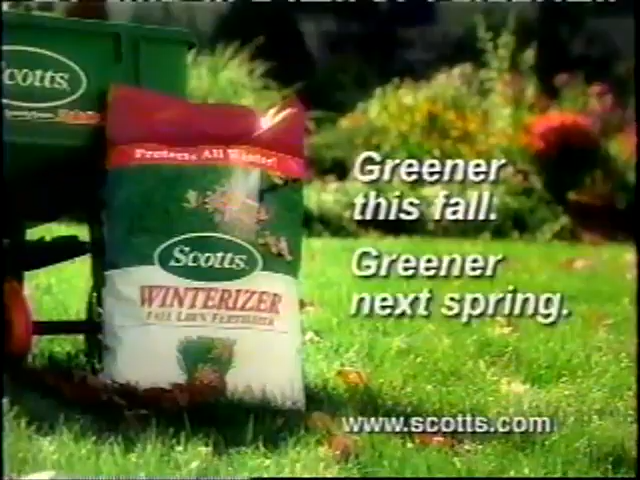 Scotts
Protects All Winter!
Scotts
WINTERIZER
FALL LAWN FERTILIZER
Greener
this fall.
Greener
next spring.
www.scotts.com